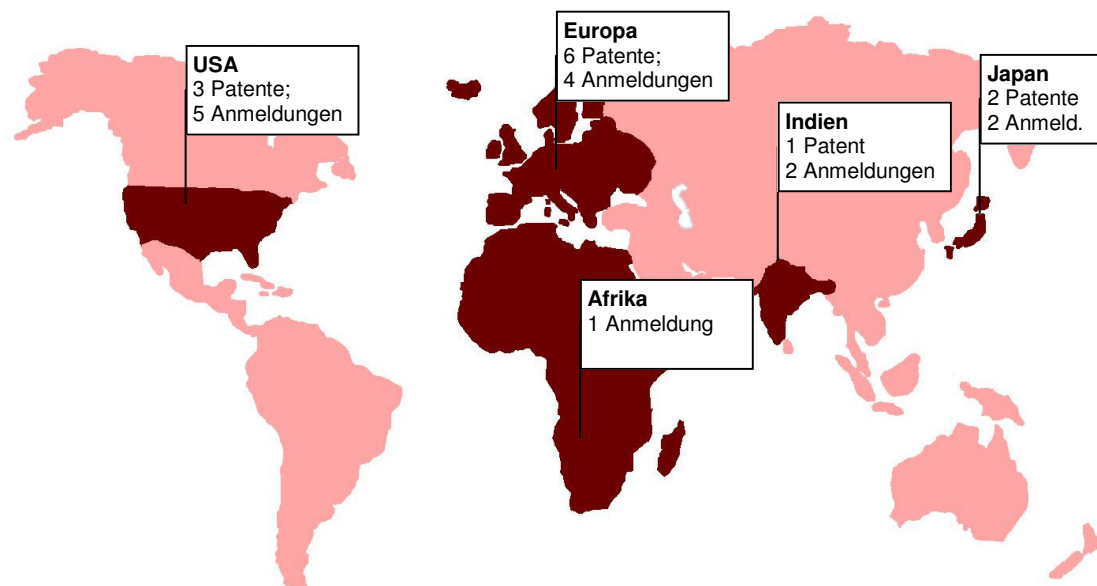 USA
3 Patente;
5 Anmeldungen
Europa
6 Patente;
4 Anmeldungen
Indien
1 Patent
2 Anmeldungen
Japan
2 Patente
2 Anmeld.
Afrika
1 Anmeldung